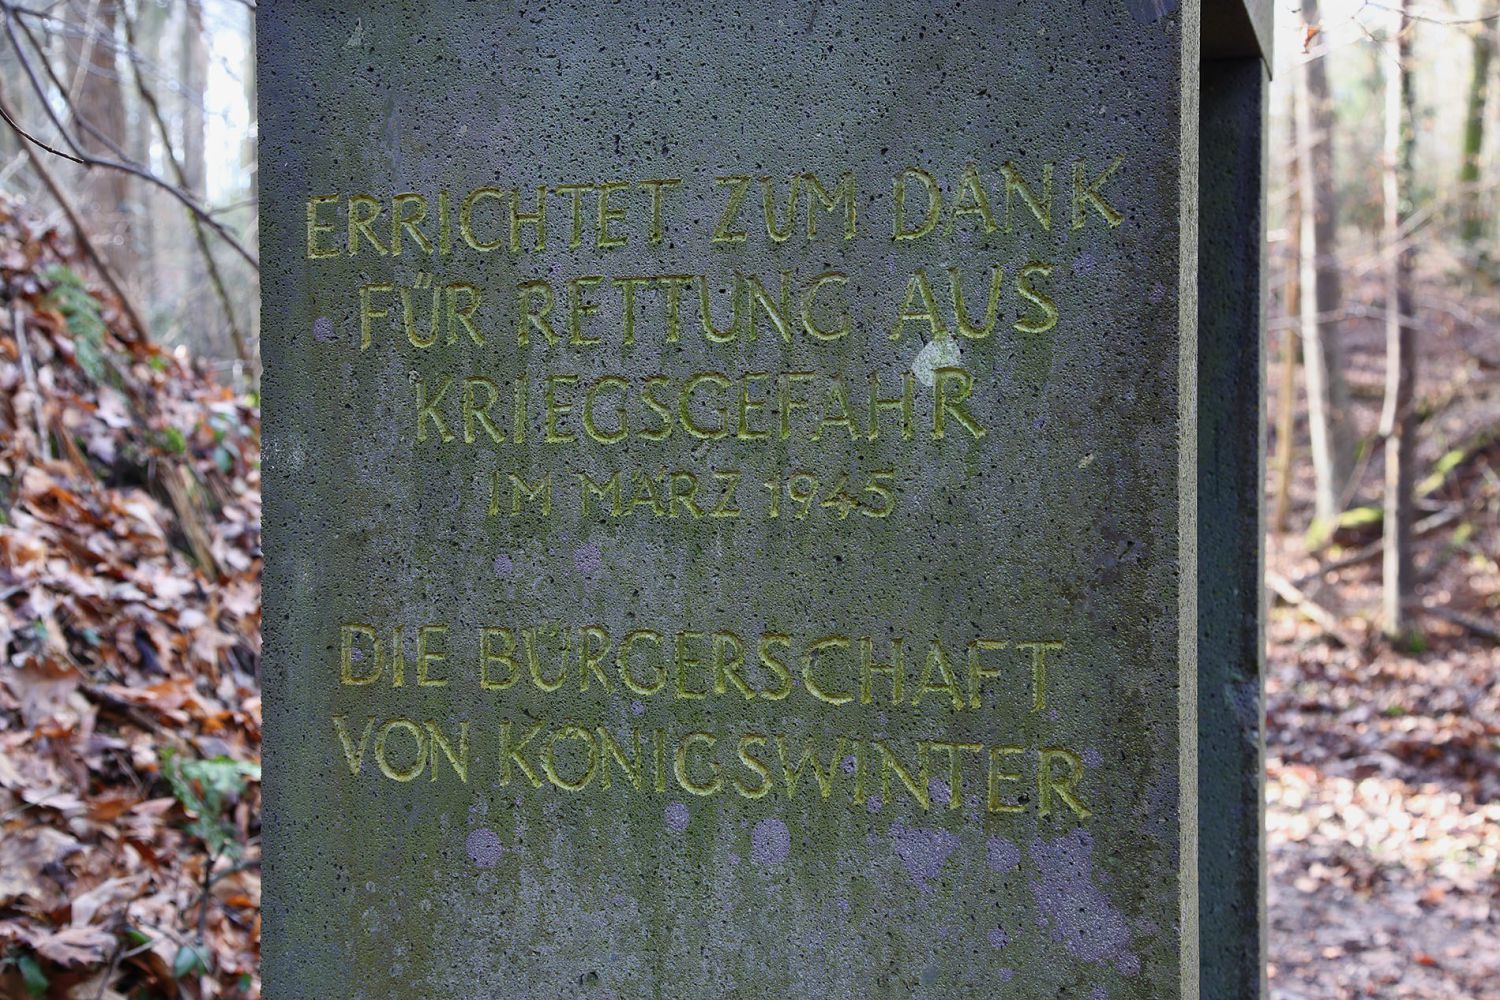 ERRICHTET ZUM DANK
FÜR RETTUNG AUS
KRIEGSGEFAHR
IM MÄRZ 1945
DIE BÜRGERSCHAFT
VON KÖNIGSWINTER